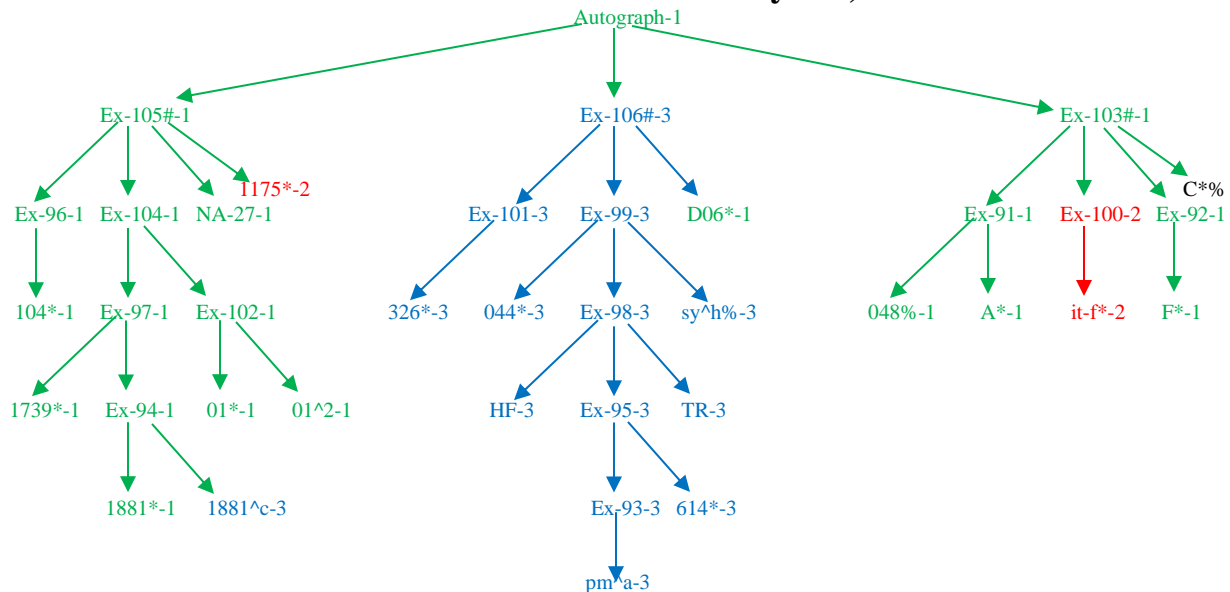 Autograph-1
Ex-105#-1 Ex-106#-3 Ex-103#-1
1175*-2 C*%
Ex-96-1 Ex-104-1 NA-27-1 Ex-101-3 Ex-99-3 D06*-1 Ex-91-1 Ex-100-2 Ex-92-1
104*-1 Ex-97-1 Ex-102-1 326*-3 044*-3 Ex-98-3 sy^h%-3 048%-1 A*-1 it-f*-2 F*-1
1739*-1 Ex-94-1 01*-1 01^2-1 HF-3 Ex-95-3 TR-3
1881*-1 1881^c-3 Ex-93-3 614*-3
pm^a-3